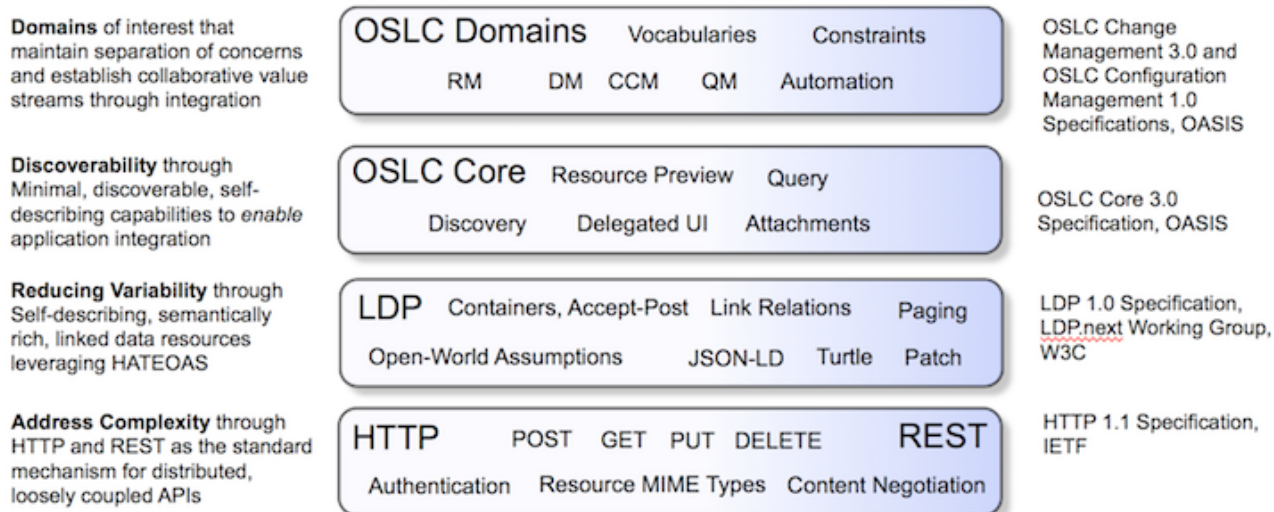 Domains of interest that
maintain separation of concerns
and establish collaborative value
streams through integration
OSLC Domains Vocabularies Constraints
RM DM CCM QM Automation
OSLC Change
Management 3.0 and
OSLC Configuration
Management 1.0
Specifications, OASIS
Discoverability through
Minimal, discoverable, self-
describing capabilities to enable
application integration
OSLC Core Resource Preview Query
Discovery Delegated UI Attachments
OSLC Core 3.0
Specification, OASIS
Reducing Variability through
Self-describing, semantically
rich, linked data resources
leveraging HATEOAS
LDP Containers, Accept-Post Link Relations Paging
Open-World Assumptions JSON-LD Turtle Patch
LDP 1.0 Specification,
LDP.next Working Group,
W3C
Address Complexity through
HTTP and REST as the standard
mechanism for distributed,
loosely coupled APIs
HTTP POST GET PUT DELETE REST
Authentication Resource MIME Types Content Negotiation
HTTP 1.1 Specification,
IETF